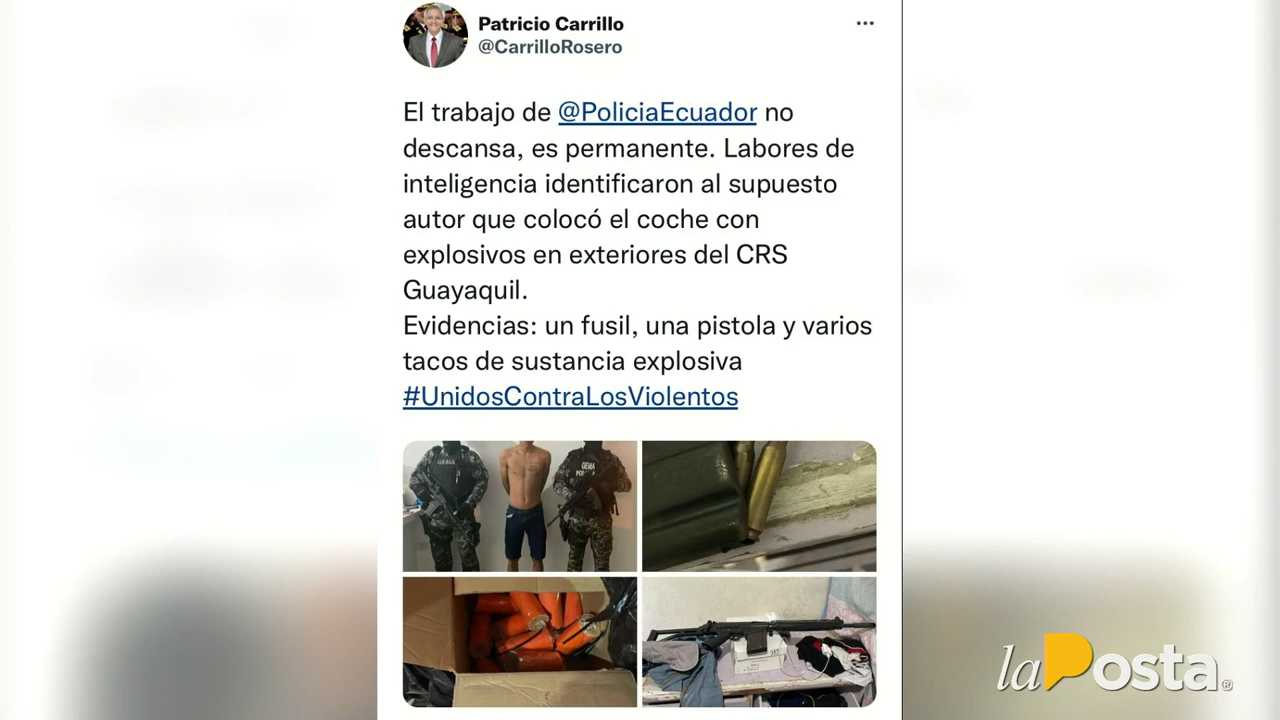 Patricio Carrillo
@CarrilloRosero
El trabajo de @PoliciaEcuador no
descansa, es permanente. Labores de
inteligencia identificaron al supuesto
autor que colocó el coche con
explosivos en exteriores del CRS
Guayaquil.
Evidencias: un fusil, una pistola y varios
tacos de sustancia explosiva
#UnidosContraLosViolentos
laPosta®